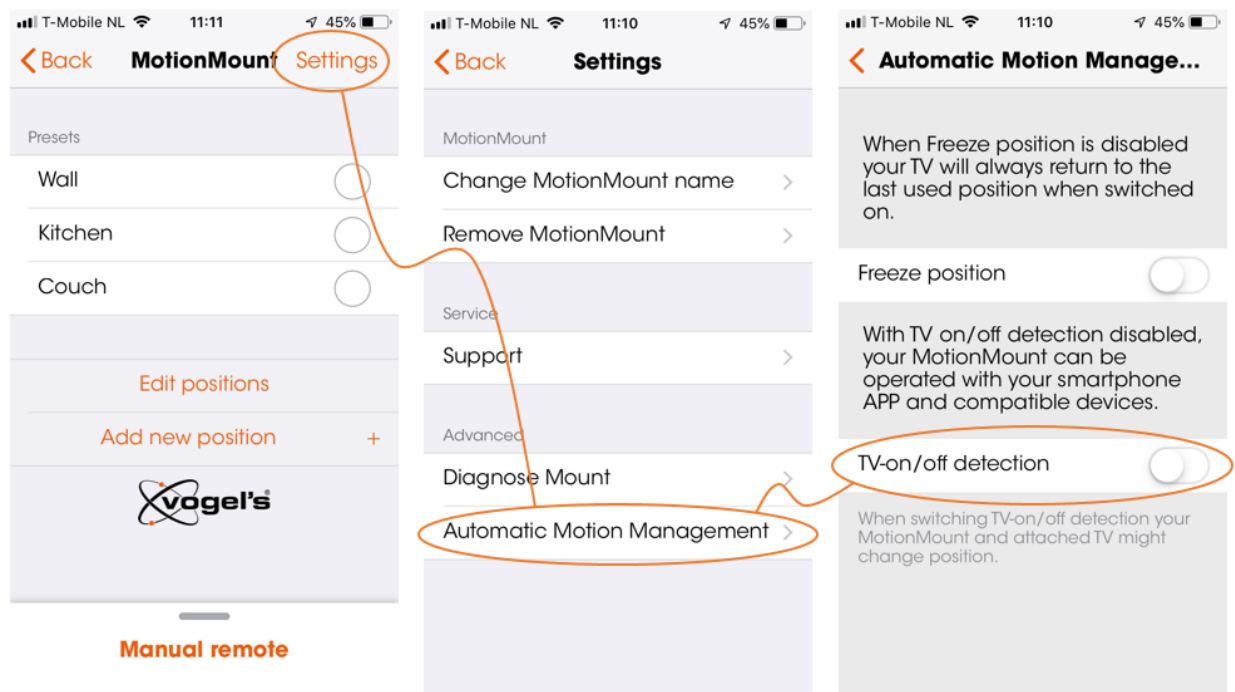 T-Mobile NL 11:11 45%
Back MotionMount Settings
Presets
Wall
Kitchen
Couch
Edit positions
Add new position +
vogel's
Manual remote
T-Mobile NL 11:10 45%
Back Settings
MotionMount
Change MotionMount name
Remove MotionMount
Service
Support
Advanced
Diagnose Mount
Automatic Motion Management
T-Mobile NL 11:10 45%
Automatic Motion Manage...
When Freeze position is disabled
your TV will always return to the
last used position when switched
on.
Freeze position
With TV on/off detection disabled,
your MotionMount can be
operated with your smartphone
APP and compatible devices.
TV-on/off detection
When switching TV-on/off detection your
MotionMount and attached TV might
change position.